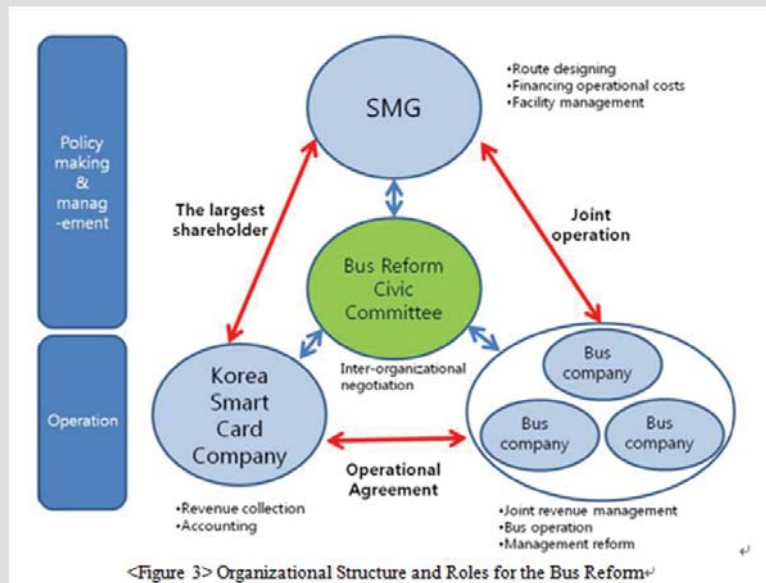 Policy
making
&
manag
-ement
Operation
SMG
•Route designing
•Financing operational costs
•Facility management
The largest
shareholder
Joint
operation
Bus Reform
Civic
Committee
Inter-organizational
negotiation
Korea
Smart
Card
Company
Bus
company
Bus
company
Bus
company
Operational
Agreement
•Revenue collection
•Accounting
•Joint revenue management
•Bus operation
•Management reform
<Figure 3> Organizational Structure and Roles for the Bus Reform